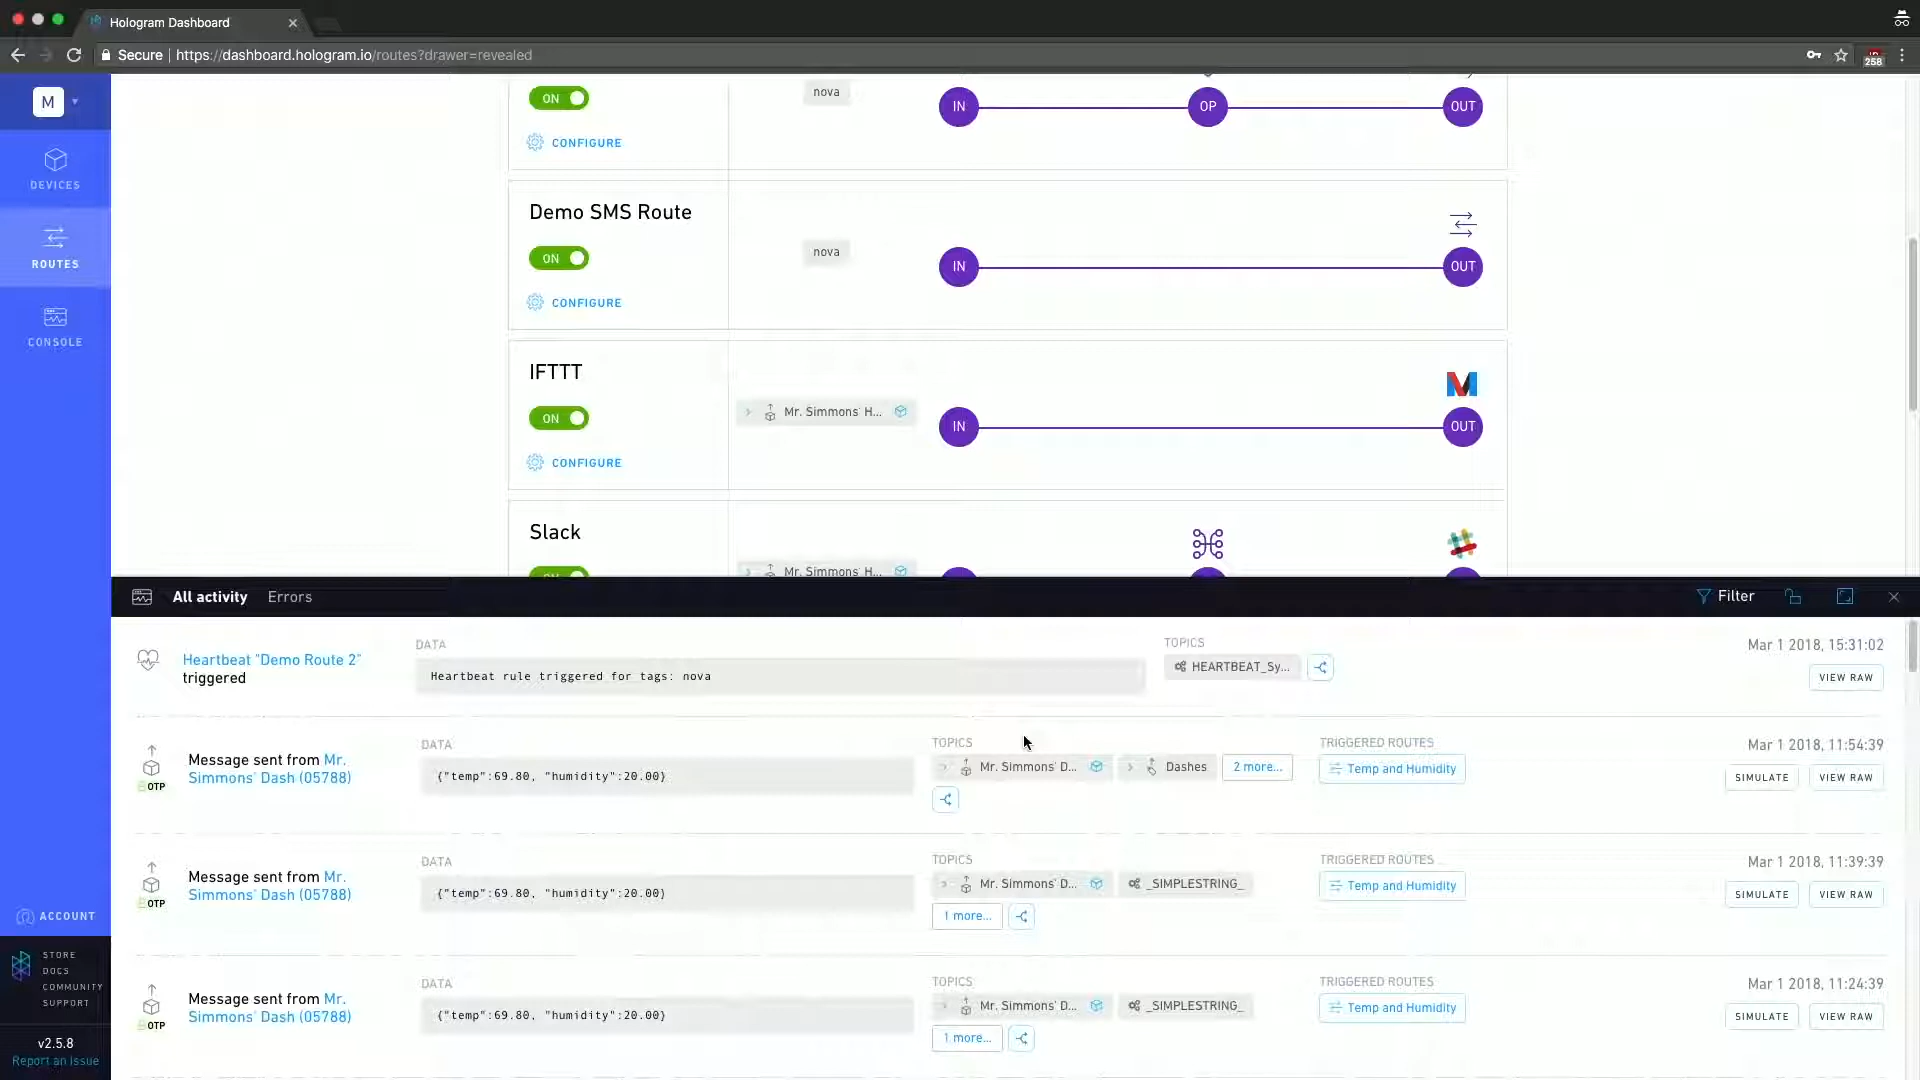 Hologram Dashboard
Secure | https://dashboard.hologram.io/routes?drawer=revealed
258
M
DEVICES
ROUTES
CONSOLE
ACCOUNT
STORE
DOCS
COMMUNITY
SUPPORT
v2.5.8
Report an Issue
ON
nova
IN
OP
OUT
CONFIGURE
Demo SMS Route
ON
nova
IN
OUT
CONFIGURE
IFTTT
ON
Mr. Simmons' H...
IN
OUT
CONFIGURE
Slack
ON
Mr. Simmons' H...
All activity
Errors
Filter
Heartbeat "Demo Route 2"
triggered
DATA
Heartbeat rule triggered for tags: nova
TOPICS
HEARTBEAT_Sy...
Mar 1 2018, 15:31:02
VIEW RAW
OTP
Message sent from Mr.
Simmons' Dash (05788)
DATA
{"temp":69.80, "humidity":20.00}
TOPICS
Mr. Simmons' D...
Dashes
2 more...
TRIGGERED ROUTES
Temp and Humidity
Mar 1 2018, 11:54:39
SIMULATE
VIEW RAW
OTP
Message sent from Mr.
Simmons' Dash (05788)
DATA
{"temp":69.80, "humidity":20.00}
TOPICS
Mr. Simmons' D...
_SIMPLESTRING_
1 more...
TRIGGERED ROUTES
Temp and Humidity
Mar 1 2018, 11:39:39
SIMULATE
VIEW RAW
OTP
Message sent from Mr.
Simmons' Dash (05788)
DATA
{"temp":69.80, "humidity":20.00}
TOPICS
Mr. Simmons' D...
_SIMPLESTRING_
1 more...
TRIGGERED ROUTES
Temp and Humidity
Mar 1 2018, 11:24:39
SIMULATE
VIEW RAW